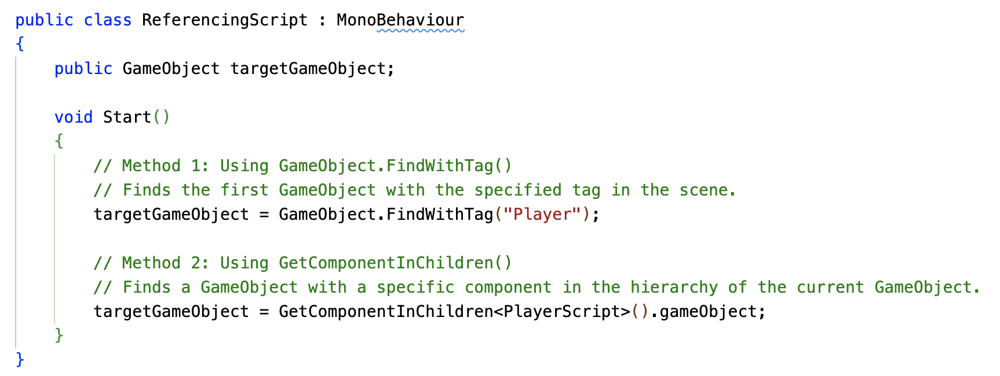 public class ReferencingScript : MonoBehaviour
{
    public GameObject targetGameObject;

    void Start()
    {
        // Method 1: Using GameObject.FindWithTag()
        // Finds the first GameObject with the specified tag in the scene.
        targetGameObject = GameObject.FindWithTag("Player");

        // Method 2: Using GetComponentInChildren()
        // Finds a GameObject with a specific component in the hierarchy of the current GameObject.
        targetGameObject = GetComponentInChildren<PlayerScript>().gameObject;
    }
}